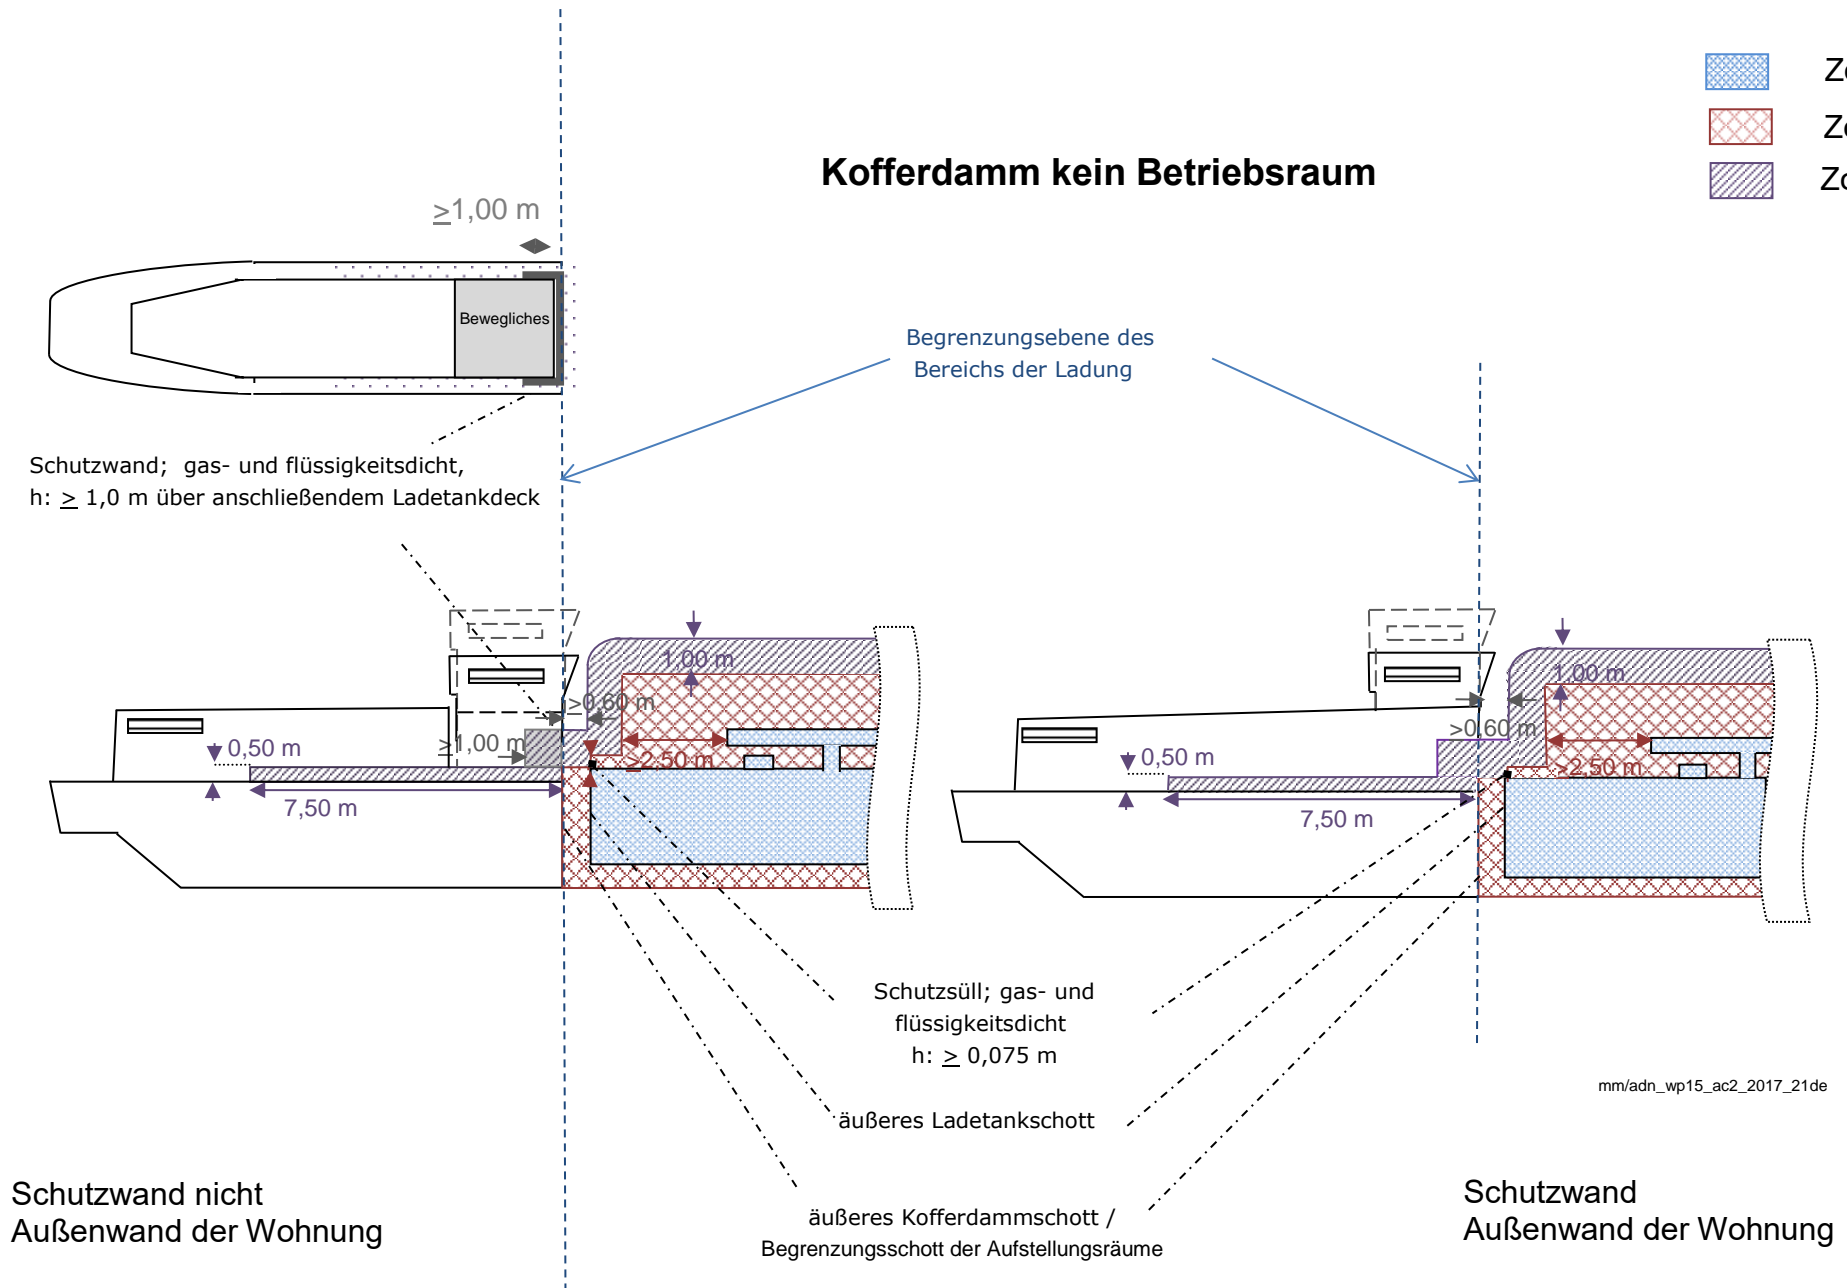 Kofferdamm kein Betriebsraum
≥1,00 m
Bewegliches
Begrenzungsebene des
Bereichs der Ladung
Schutzwand; gas- und flüssigkeitsdicht,
h: ≥ 1,0 m über anschließendem Ladetankdeck
1,00 m
≥0,60 m
≥1,00 m
0,50 m
≥2,50 m
7,50 m
1,00 m
≥0,60 m
0,50 m
≥2,50 m
7,50 m
Schutzsüll; gas- und
flüssigkeitsdicht
h: ≥ 0,075 m
mm/adn_wp15_ac2_2017_21de
äußeres Ladetankschott
äußeres Kofferdammschott /
Begrenzungsschott der Aufstellungsräume
Schutzwand nicht
Außenwand der Wohnung
Schutzwand
Außenwand der Wohnung